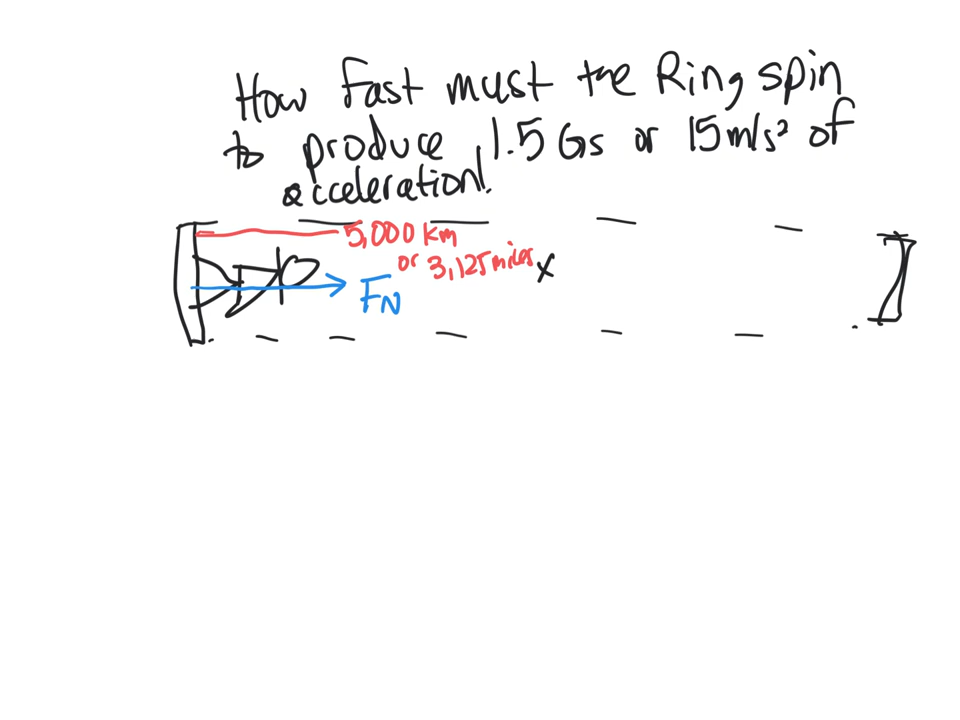 How fast must the Ring spin
to produce 1.5 Gs or 15 m/s² of
acceleration!
5,000 km
or 3,125 miles X
FN